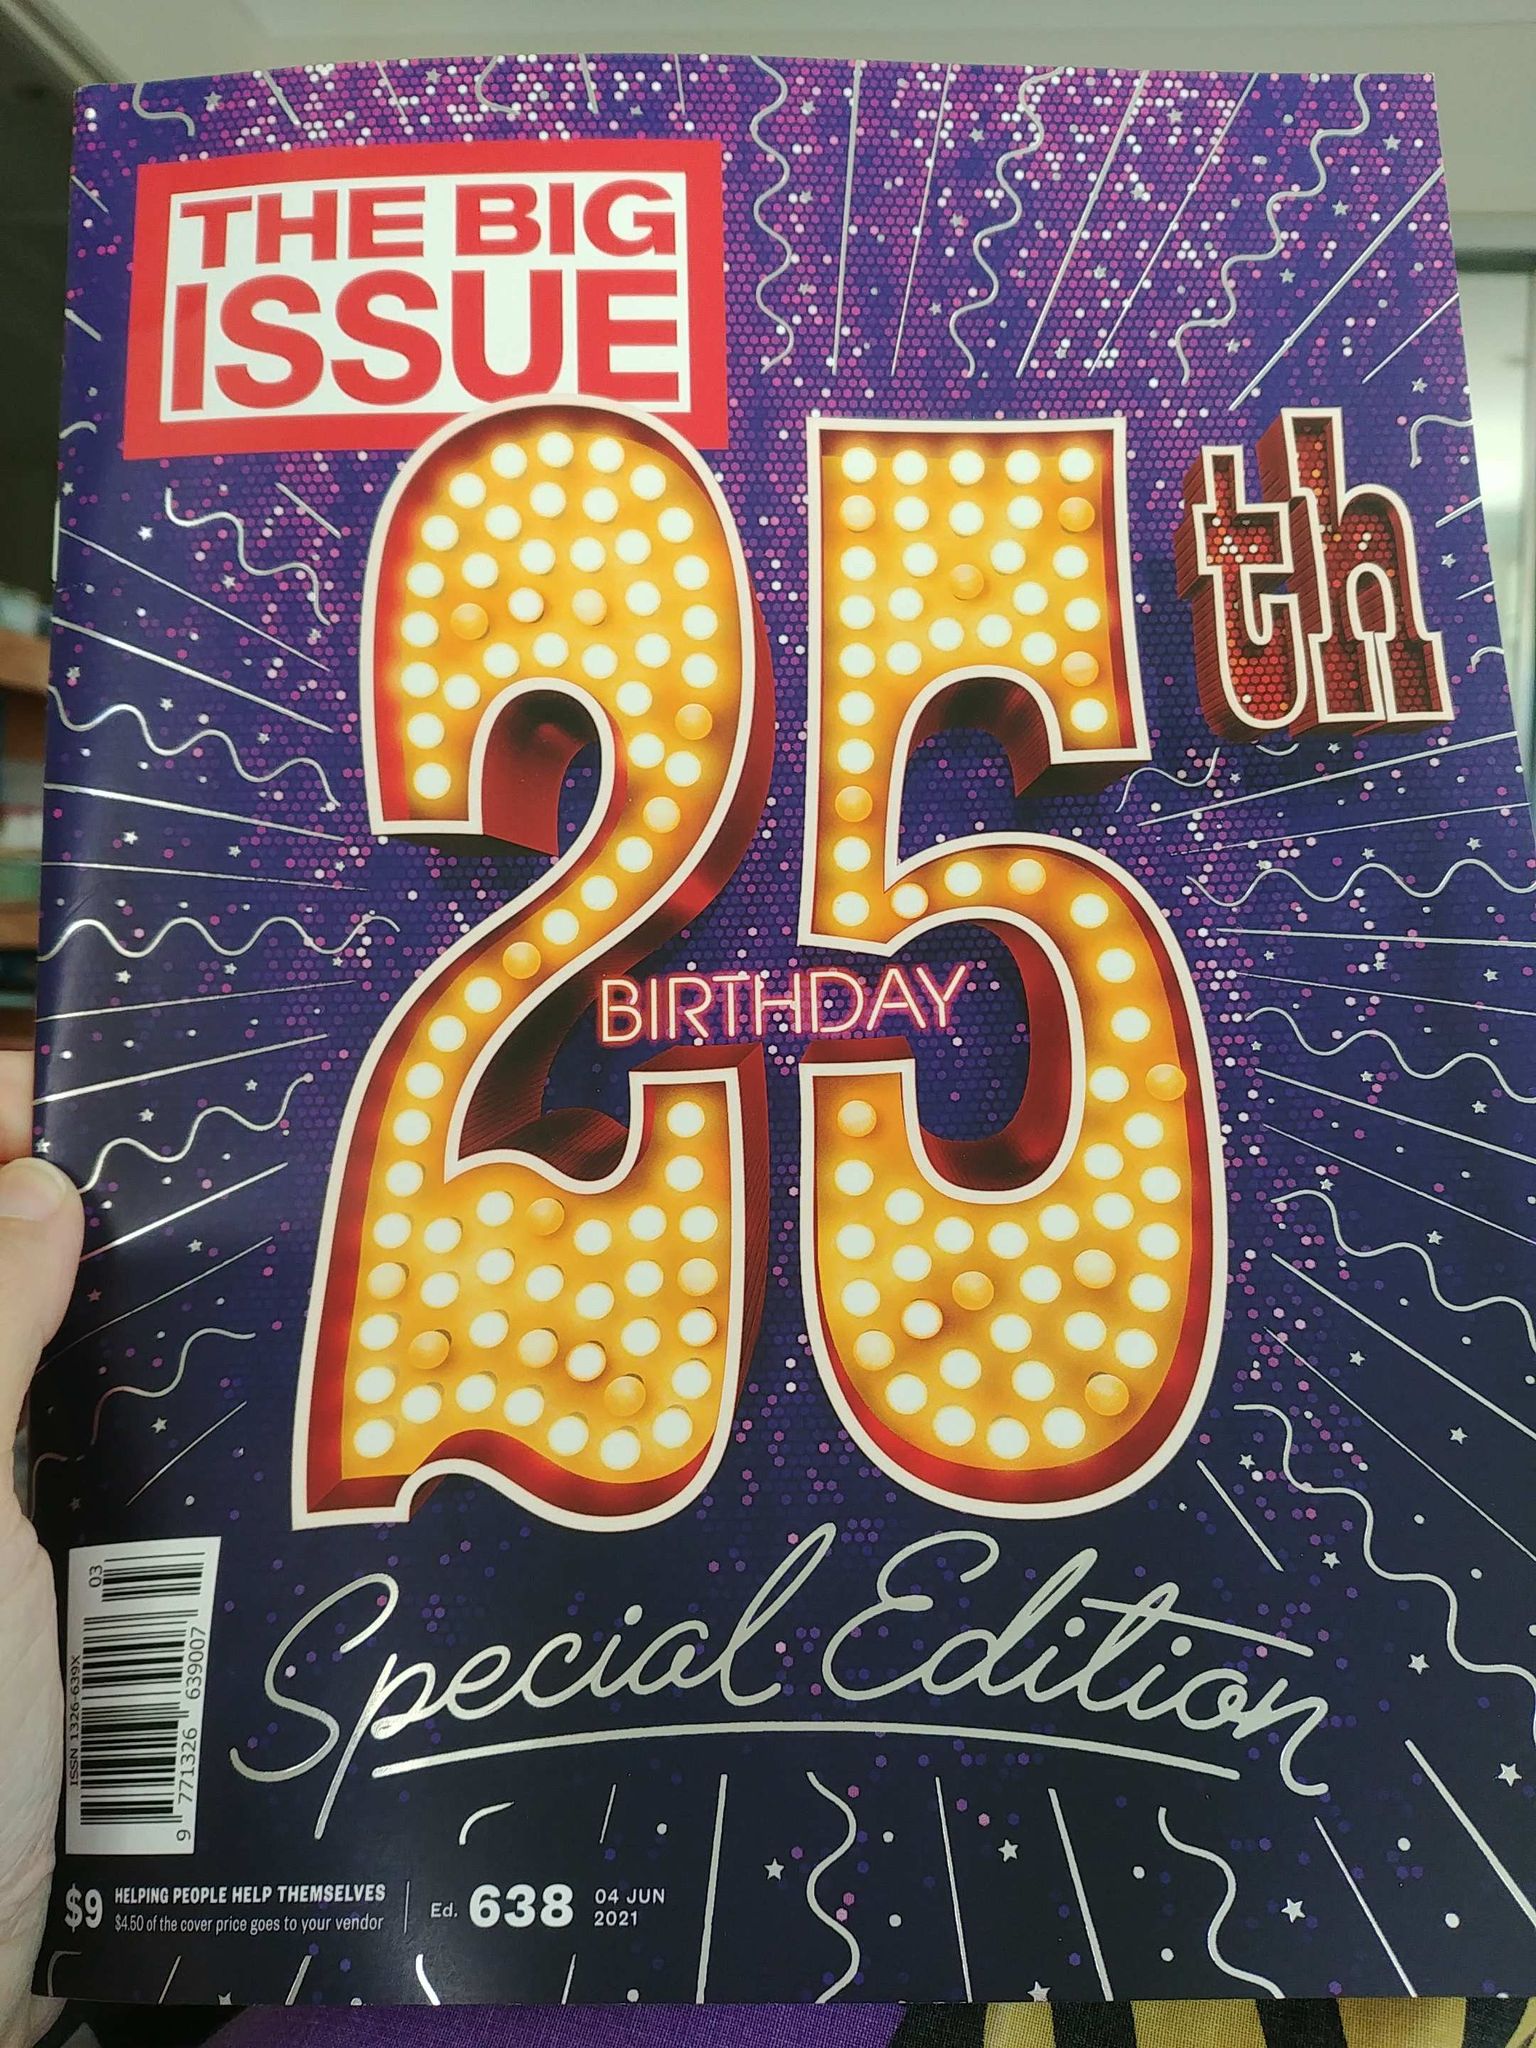 THE BIG
ISSUE
25th
BIRTHDAY
Special Edition
03
ISSN 1326-639X
9 771326 639007
$9 HELPING PEOPLE HELP THEMSELVES
$4.50 of the cover price goes to your vendor
Ed. 638 04 JUN
2021